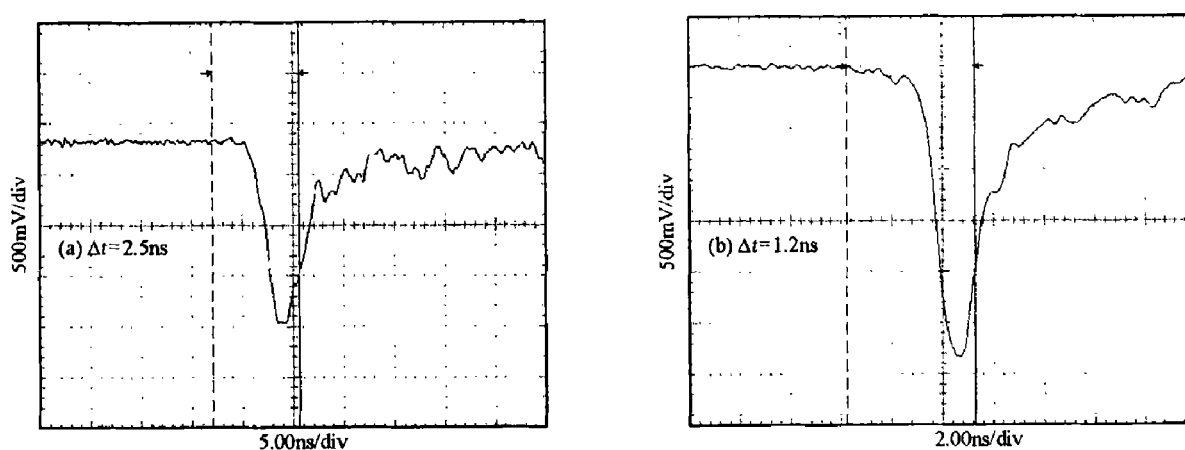 500mV/div
(a) Δt=2.5ns
5.00ns/div
500mV/div
(b) Δt=1.2ns
2.00ns/div